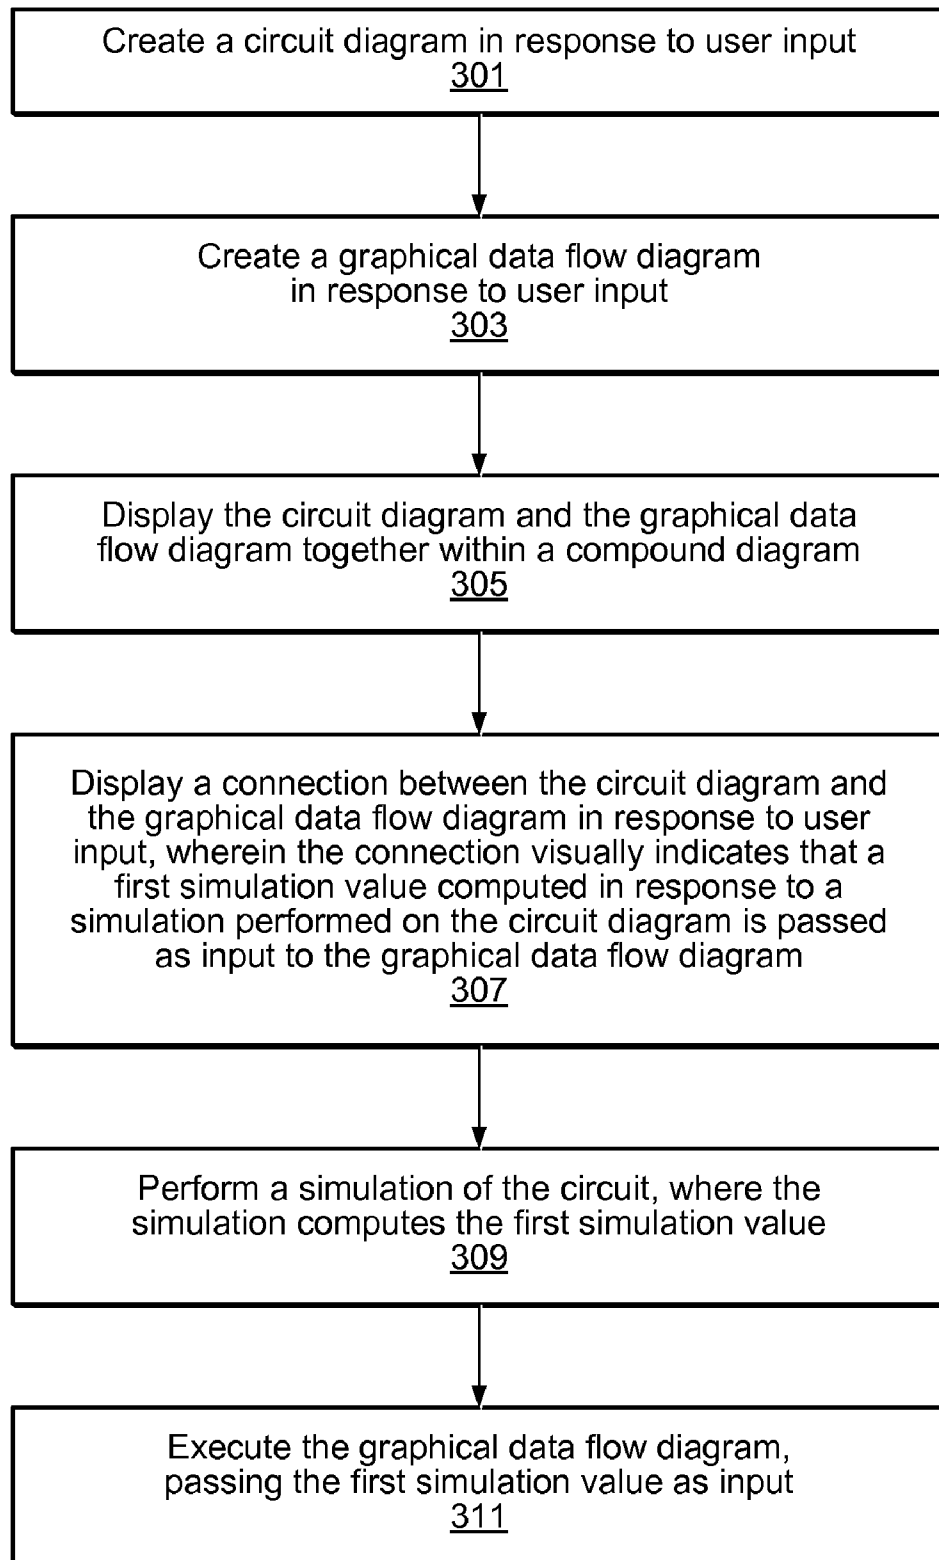 Create a circuit diagram in response to user input
301
Create a graphical data flow diagram
in response to user input
303
Display the circuit diagram and the graphical data
flow diagram together within a compound diagram
305
Display a connection between the circuit diagram and
the graphical data flow diagram in response to user
input, wherein the connection visually indicates that a
first simulation value computed in response to a
simulation performed on the circuit diagram is passed
as input to the graphical data flow diagram
307
Perform a simulation of the circuit, where the
simulation computes the first simulation value
309
Execute the graphical data flow diagram,
passing the first simulation value as input
311